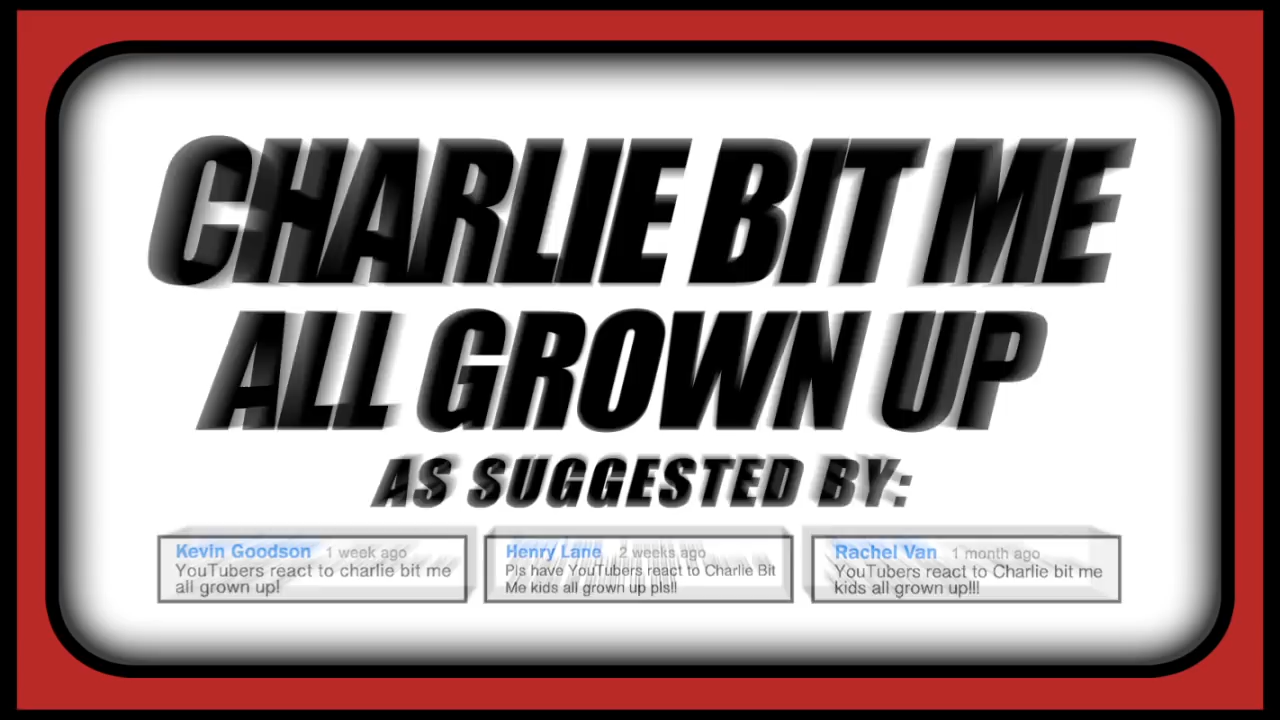 CHARLIE BIT ME
ALL GROWN UP
AS SUGGESTED BY:
Kevin Goodson 1 week ago
YouTubers react to charlie bit me
all grown up!
Henry Lane 2 weeks ago
Pls have YouTubers react to Charlie Bit
Me kids all grown up pls!!
Rachel Van 1 month ago
YouTubers react to Charlie bit me
kids all grown up!!!